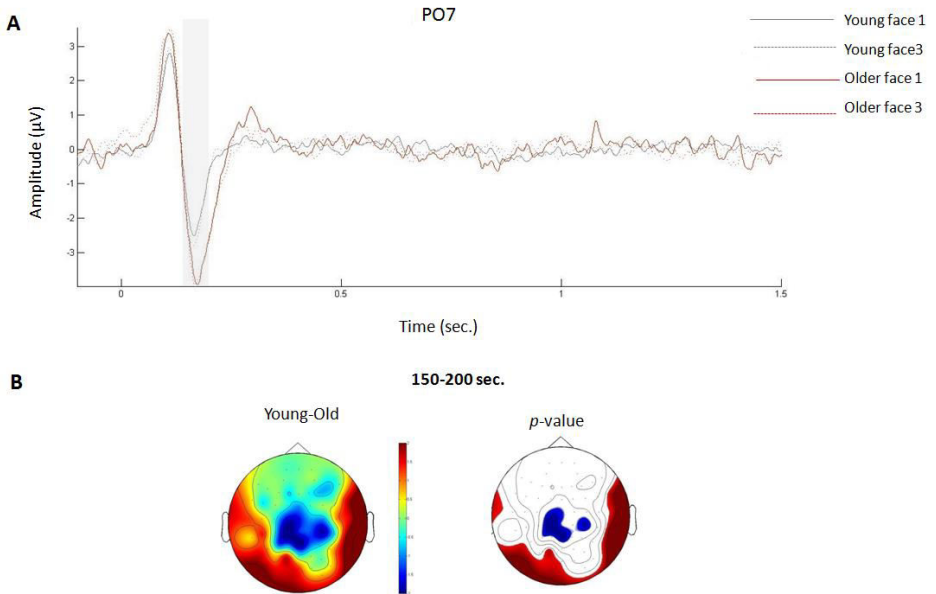 A
PO7
Young face 1
Young face3
Older face 1
Older face 3
Amplitude (µV)
3
2
1
0
-1
-2
-3
0
0.5
1
1.5
Time (sec.)
B
150-200 sec.
Young-Old
p-value